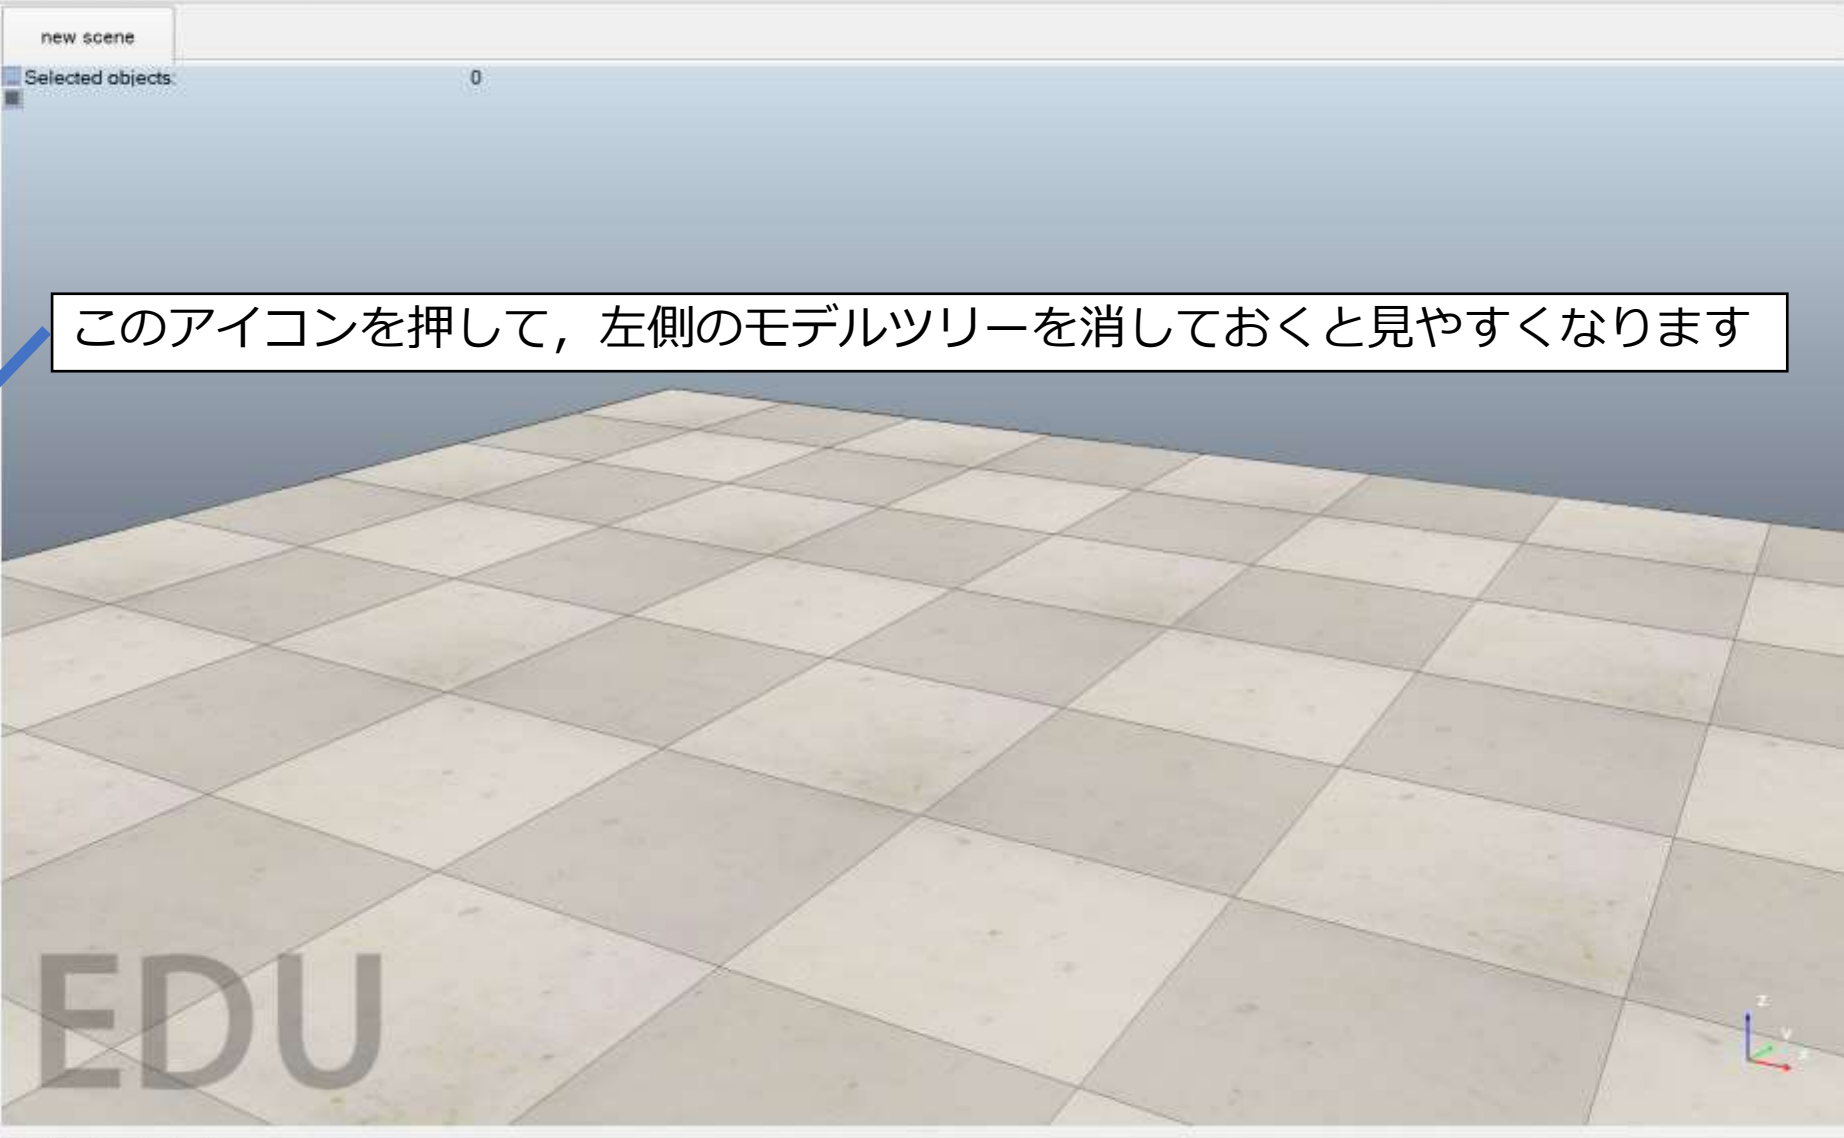 new scene
Selected objects: 0
このアイコンを押して，左側のモデルツリーを消しておくと見やすくなります
EDU
z
y
x